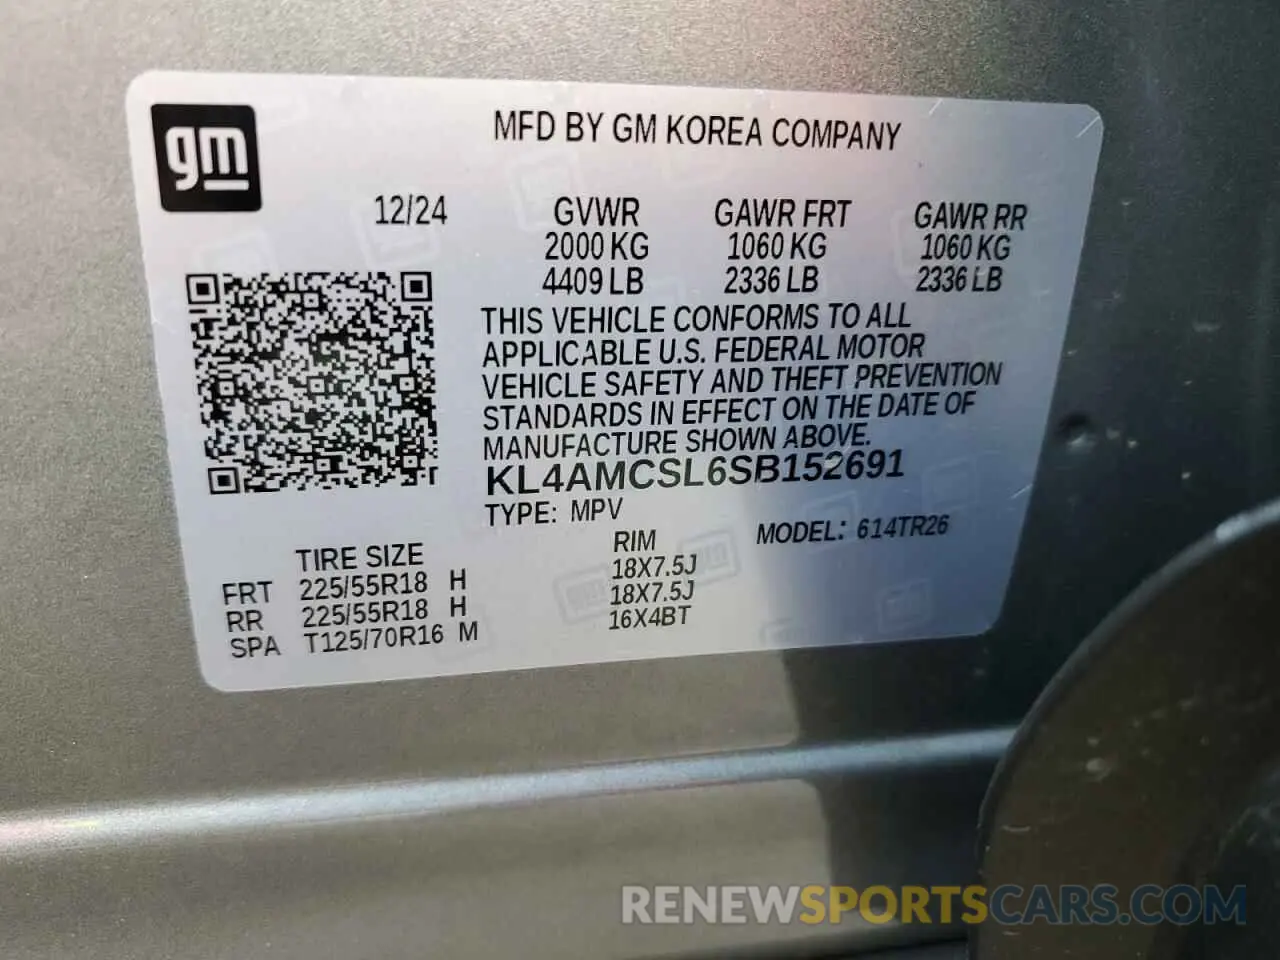 gm
MFD BY GM KOREA COMPANY
12/24
GVWR GAWR FRT GAWR RR
2000 KG 1060 KG 1060 KG
4409 LB 2336 LB 2336 LB
THIS VEHICLE CONFORMS TO ALL
APPLICABLE U.S. FEDERAL MOTOR
VEHICLE SAFETY AND THEFT PREVENTION
STANDARDS IN EFFECT ON THE DATE OF
MANUFACTURE SHOWN ABOVE.
KL4AMCSL6SB152691
TYPE: MPV MODEL: 614TR26
TIRE SIZE RIM
FRT 225/55R18 H 18X7.5J
RR 225/55R18 H 18X7.5J
SPA T125/70R16 M 16X4BT
RENEWSPORTSCARS.COM